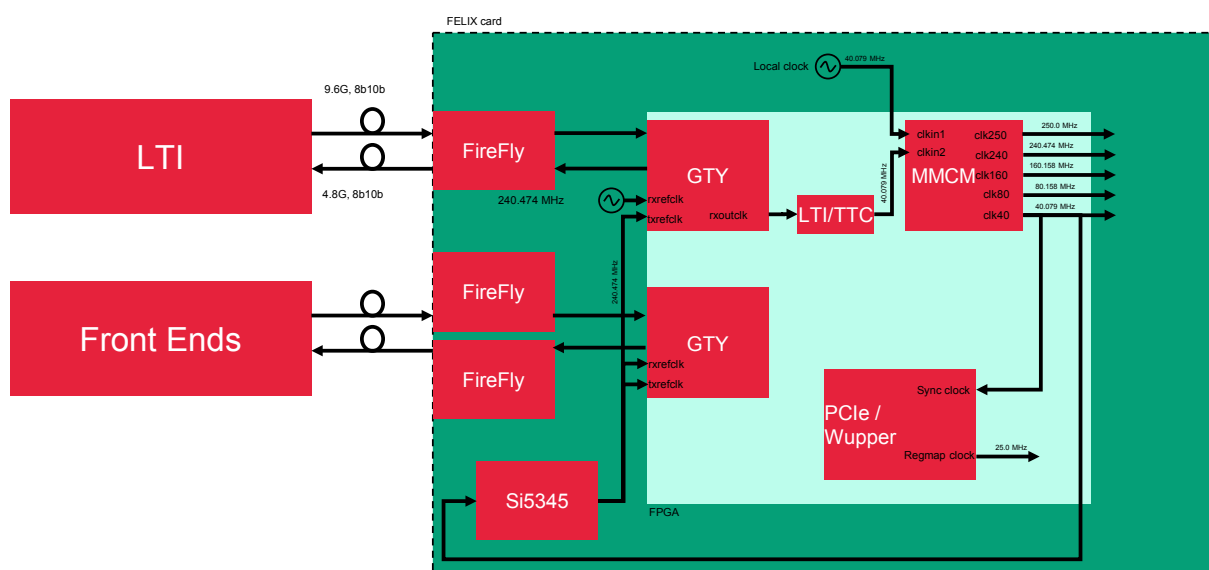 FELIX card
Local clock
40.079 MHz
9.6G, 8b10b
LTI
4.8G, 8b10b
FireFly
240.474 MHz
GTY
rxrefclk
txrefclk
rxoutclk
LTI/TTC
40.079 MHz
clkin1
clkin2
MMCM
clk250
clk240
clk160
clk80
clk40
250.0 MHz
240.474 MHz
160.158 MHz
80.158 MHz
40.079 MHz
Front Ends
FireFly
FireFly
240.474 MHz
GTY
rxrefclk
txrefclk
Sync clock
PCIe /
Wupper
Regmap clock
25.0 MHz
Si5345
FPGA